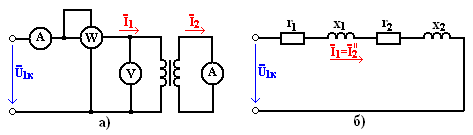 A W Ī₁ Ī₂
Ū₁ₖ V A
а)
r₁ x₁ r₂ x₂
Ī₁=Ī₂"
Ū₁ₖ
б)